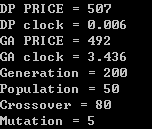 DP PRICE = 507
DP clock = 0.006
GA PRICE = 492
GA clock = 3.436
Generation = 200
Population = 50
Crossover = 80
Mutation = 5